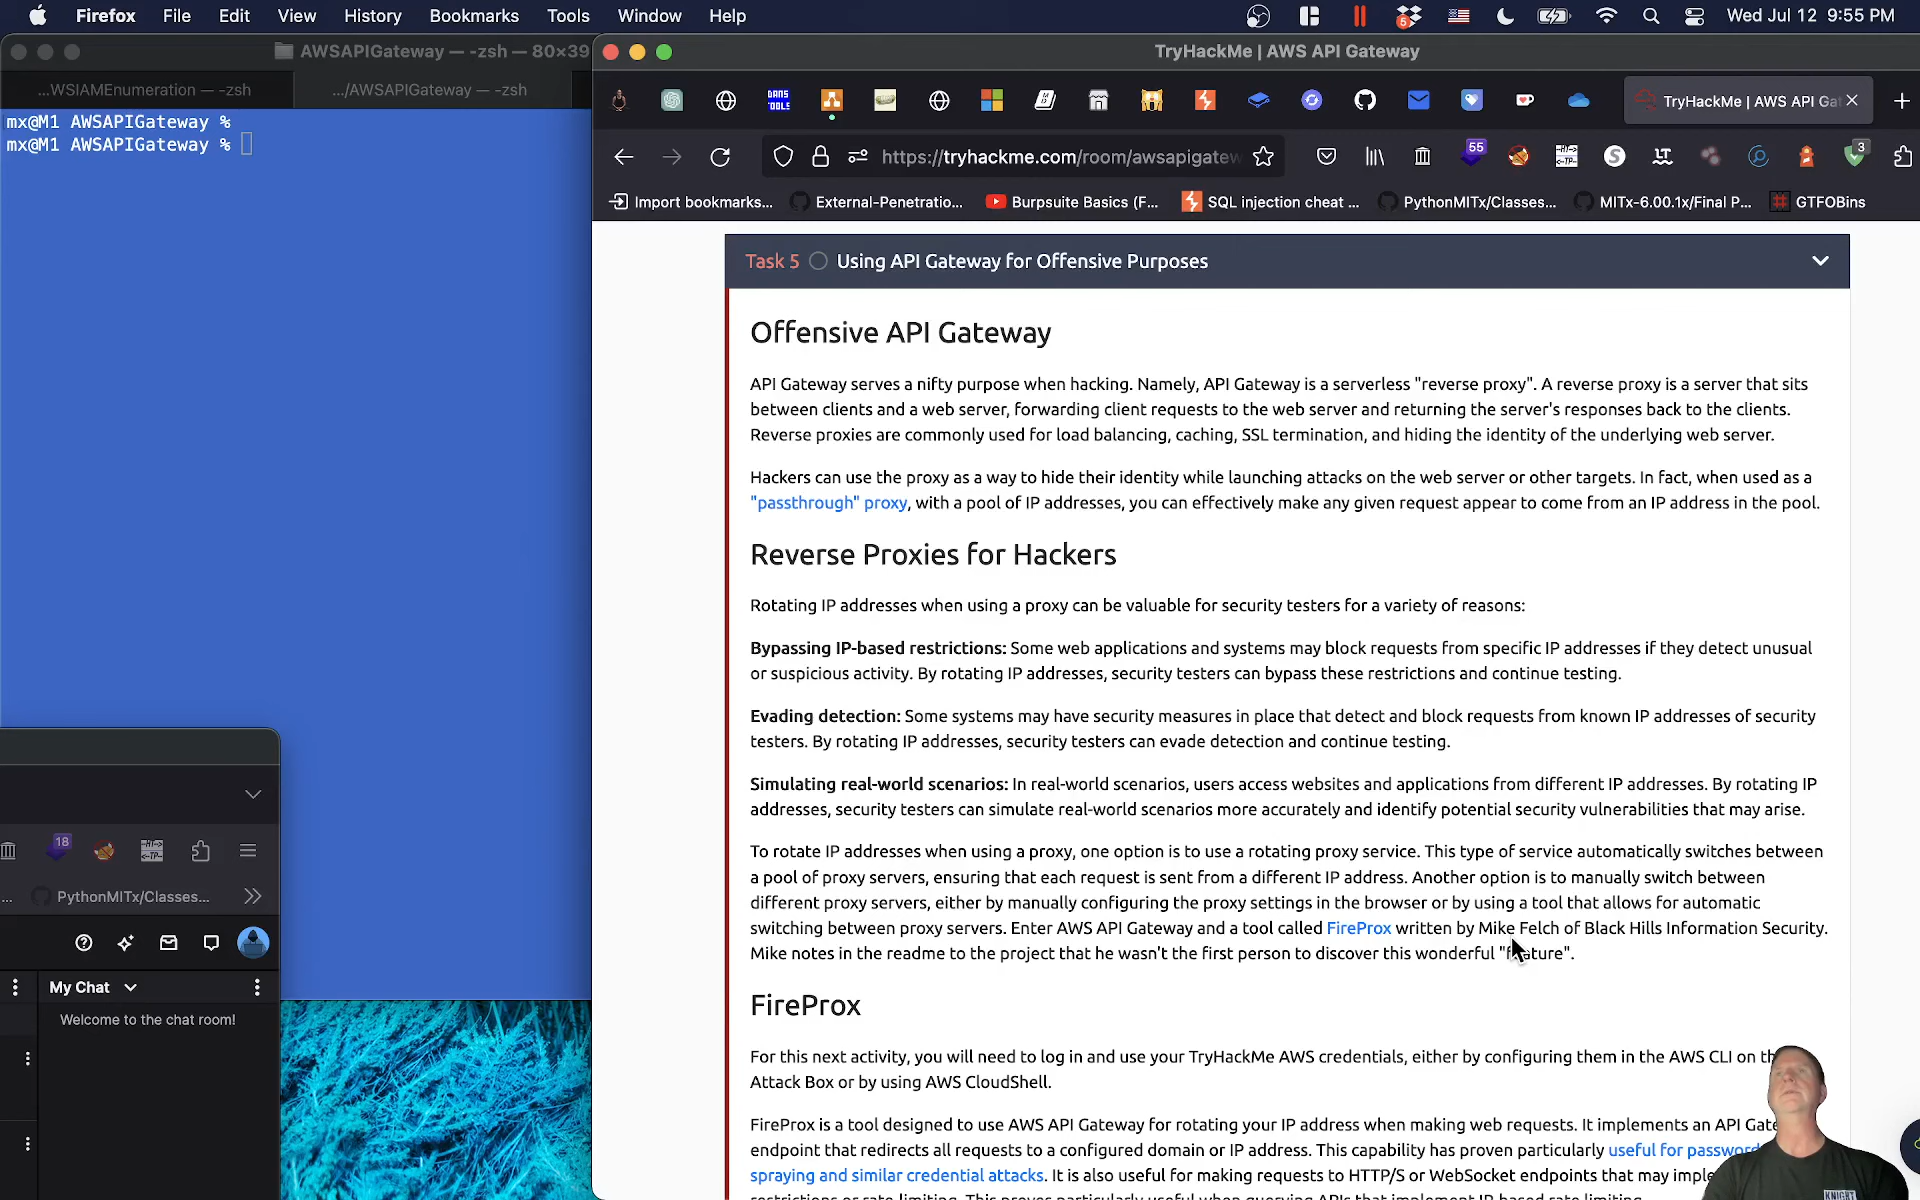 Firefox File Edit View History Bookmarks Tools Window Help
5
Wed Jul 12 9:55 PM
AWSAPIGateway — -zsh — 80×39
TryHackMe | AWS API Gateway
...WSIAMEnumeration — -zsh
.../AWSAPIGateway — -zsh
DANS TOOLS
TryHackMe | AWS API Ga
mx@M1 AWSAPIGateway %
mx@M1 AWSAPIGateway %
https://tryhackme.com/room/awsapigatew
55
3
Import bookmarks...
External-Penetratio...
Burpsuite Basics (F...
SQL injection cheat ...
PythonMITx/Classes...
MITx-6.00.1x/Final P...
GTFOBins
Task 5 Using API Gateway for Offensive Purposes
Offensive API Gateway
API Gateway serves a nifty purpose when hacking. Namely, API Gateway is a serverless "reverse proxy". A reverse proxy is a server that sits
between clients and a web server, forwarding client requests to the web server and returning the server's responses back to the clients.
Reverse proxies are commonly used for load balancing, caching, SSL termination, and hiding the identity of the underlying web server.
Hackers can use the proxy as a way to hide their identity while launching attacks on the web server or other targets. In fact, when used as a
"passthrough" proxy, with a pool of IP addresses, you can effectively make any given request appear to come from an IP address in the pool.
Reverse Proxies for Hackers
Rotating IP addresses when using a proxy can be valuable for security testers for a variety of reasons:
Bypassing IP-based restrictions: Some web applications and systems may block requests from specific IP addresses if they detect unusual
or suspicious activity. By rotating IP addresses, security testers can bypass these restrictions and continue testing.
Evading detection: Some systems may have security measures in place that detect and block requests from known IP addresses of security
testers. By rotating IP addresses, security testers can evade detection and continue testing.
Simulating real-world scenarios: In real-world scenarios, users access websites and applications from different IP addresses. By rotating IP
addresses, security testers can simulate real-world scenarios more accurately and identify potential security vulnerabilities that may arise.
To rotate IP addresses when using a proxy, one option is to use a rotating proxy service. This type of service automatically switches between
a pool of proxy servers, ensuring that each request is sent from a different IP address. Another option is to manually switch between
different proxy servers, either by manually configuring the proxy settings in the browser or by using a tool that allows for automatic
switching between proxy servers. Enter AWS API Gateway and a tool called FireProx written by Mike Felch of Black Hills Information Security.
Mike notes in the readme to the project that he wasn't the first person to discover this wonderful "feature".
FireProx
For this next activity, you will need to log in and use your TryHackMe AWS credentials, either by configuring them in the AWS CLI on th
Attack Box or by using AWS CloudShell.
FireProx is a tool designed to use AWS API Gateway for rotating your IP address when making web requests. It implements an API Gate
endpoint that redirects all requests to a configured domain or IP address. This capability has proven particularly useful for password
spraying and similar credential attacks. It is also useful for making requests to HTTP/S or WebSocket endpoints that may imple
18
PythonMITx/Classes...
My Chat
Welcome to the chat room!
KNIGHT